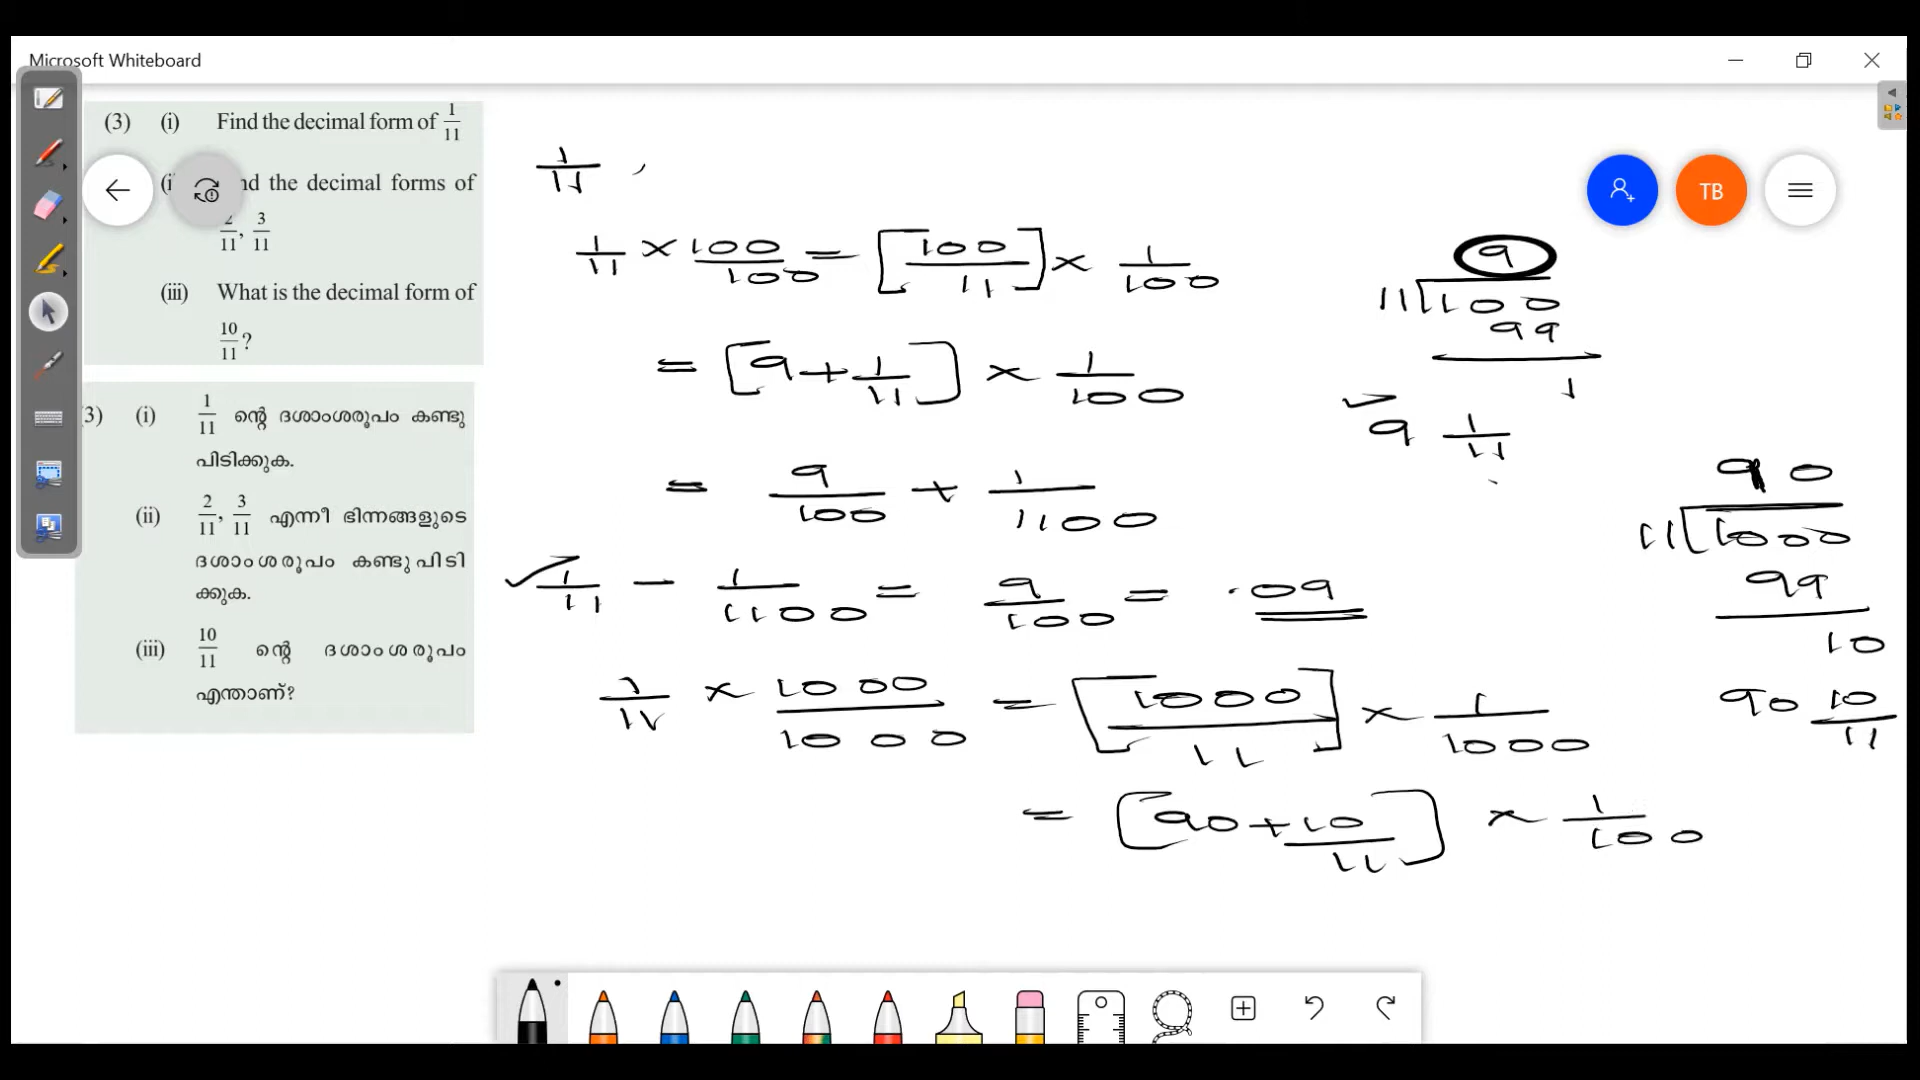 Microsoft Whiteboard
(3) (i) Find the decimal form of 1/11
nd the decimal forms of
2/11, 3/11
(iii) What is the decimal form of
10/11?
3) (i) 1/11 ന്റെ ദശാംശരൂപം കണ്ടു
പിടിക്കുക.
(ii) 2/11, 3/11 എന്നീ ഭിന്നങ്ങളുടെ
ദശാംശരൂപം കണ്ടുപിടി
ക്കുക.
(iii) 10/11 ന്റെ ദശാംശരൂപം
എന്താണ്?
TB
1/11 ,
1/11 × 100/100 = [100/11] × 1/100
= [9 + 1/11] × 1/100
= 9/100 + 1/1100
✓ 1/11 - 1/1100 = 9/100 = .09
1/11 × 1000/1000 = [1000/11] × 1/1000
= [90 + 10/11] × 1/100
9
11 100
99
1
✓
9 1/11
90
11 1000
99
10
90 10/11